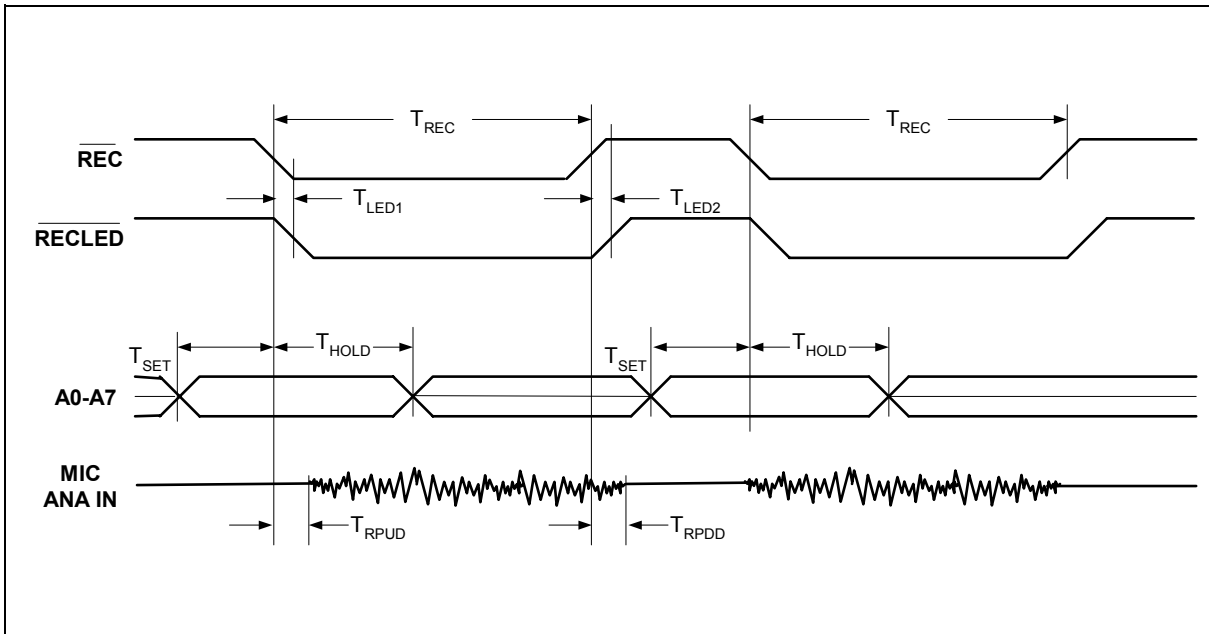 T_REC T_REC
REC
T_LED1 T_LED2
RECLED
T_SET T_HOLD T_SET T_HOLD
A0-A7
MIC
ANA IN
T_RPUD T_RPDD